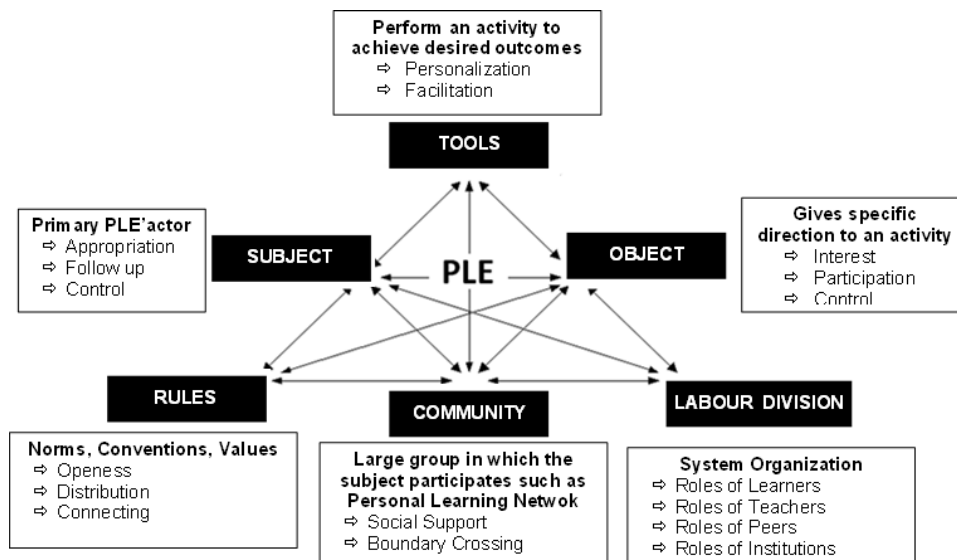 Perform an activity to
achieve desired outcomes
⇨ Personalization
⇨ Facilitation
TOOLS
Primary PLE'actor
⇨ Appropriation
⇨ Follow up
⇨ Control
SUBJECT
PLE
OBJECT
Gives specific
direction to an activity
⇨ Interest
⇨ Participation
⇨ Control
RULES
COMMUNITY
LABOUR DIVISION
Norms, Conventions, Values
⇨ Openess
⇨ Distribution
⇨ Connecting
Large group in which the
subject participates such as
Personal Learning Netwok
⇨ Social Support
⇨ Boundary Crossing
System Organization
⇨ Roles of Learners
⇨ Roles of Teachers
⇨ Roles of Peers
⇨ Roles of Institutions